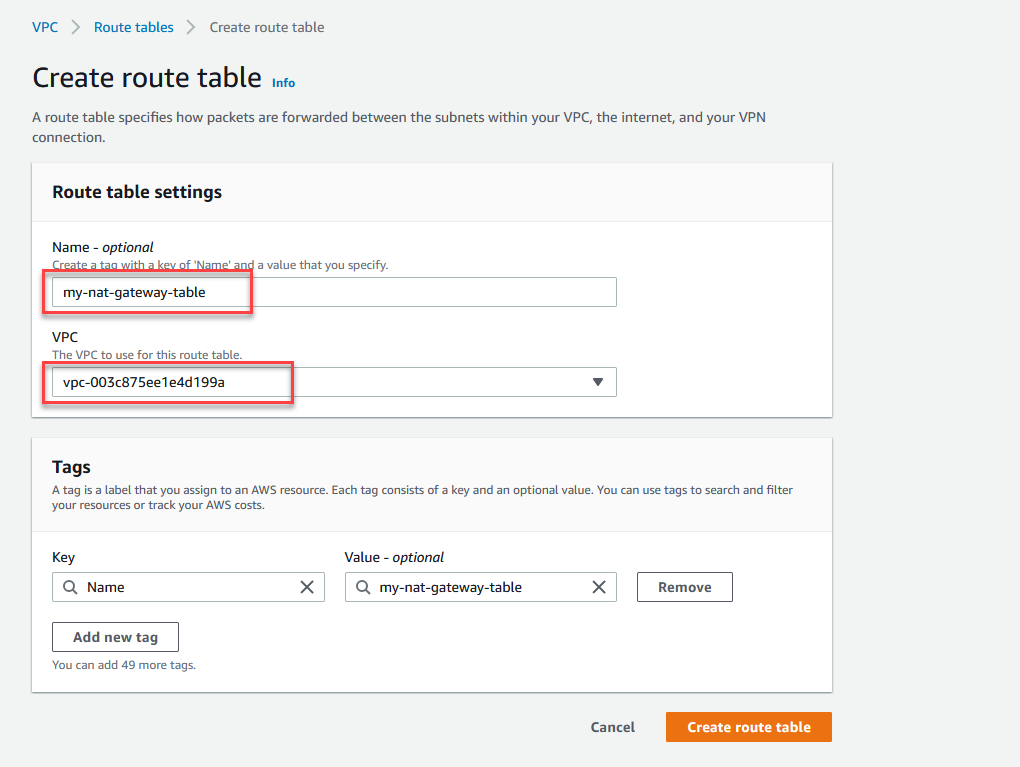 VPC > Route tables > Create route table
Create route table Info
A route table specifies how packets are forwarded between the subnets within your VPC, the internet, and your VPN
connection.
Route table settings
Name - optional
Create a tag with a key of 'Name' and a value that you specify.
my-nat-gateway-table
VPC
The VPC to use for this route table.
vpc-003c875ee1e4d199a
Tags
A tag is a label that you assign to an AWS resource. Each tag consists of a key and an optional value. You can use tags to search and filter
your resources or track your AWS costs.
Key Value - optional
Name my-nat-gateway-table Remove
Add new tag
You can add 49 more tags.
Cancel Create route table